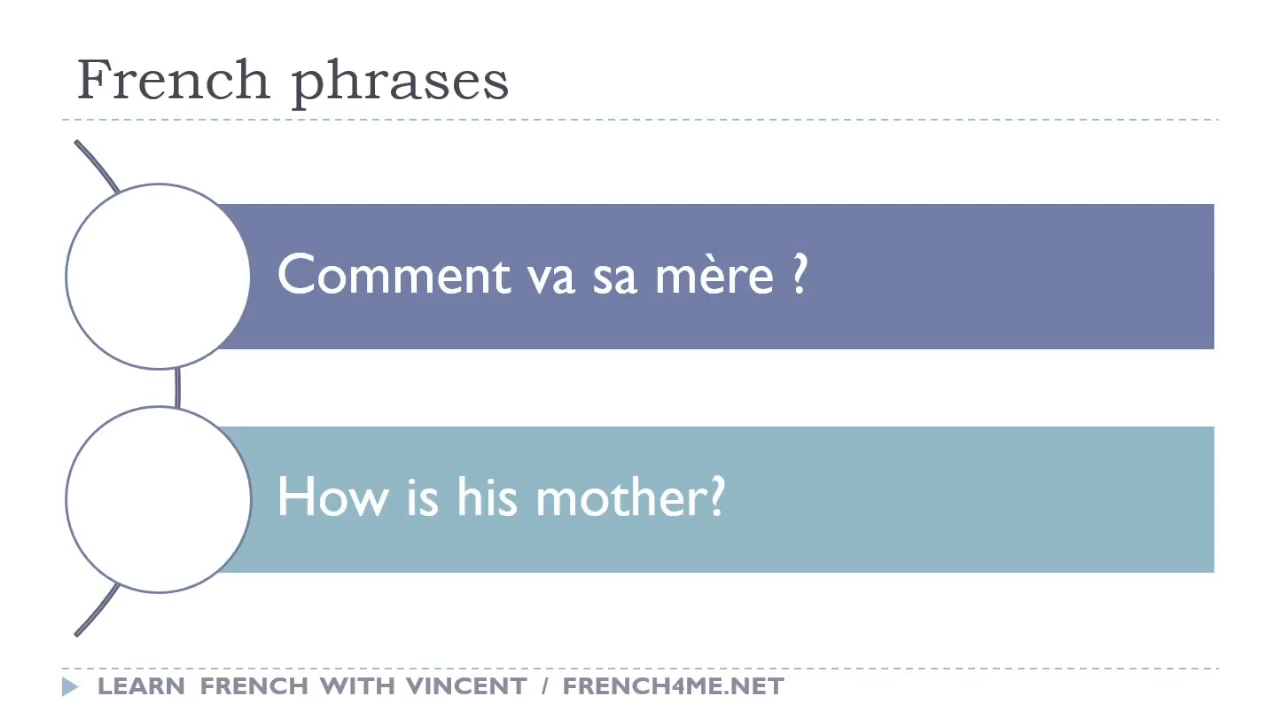 French phrases
Comment va sa mère ?
How is his mother?
LEARN FRENCH WITH VINCENT / FRENCH4ME.NET